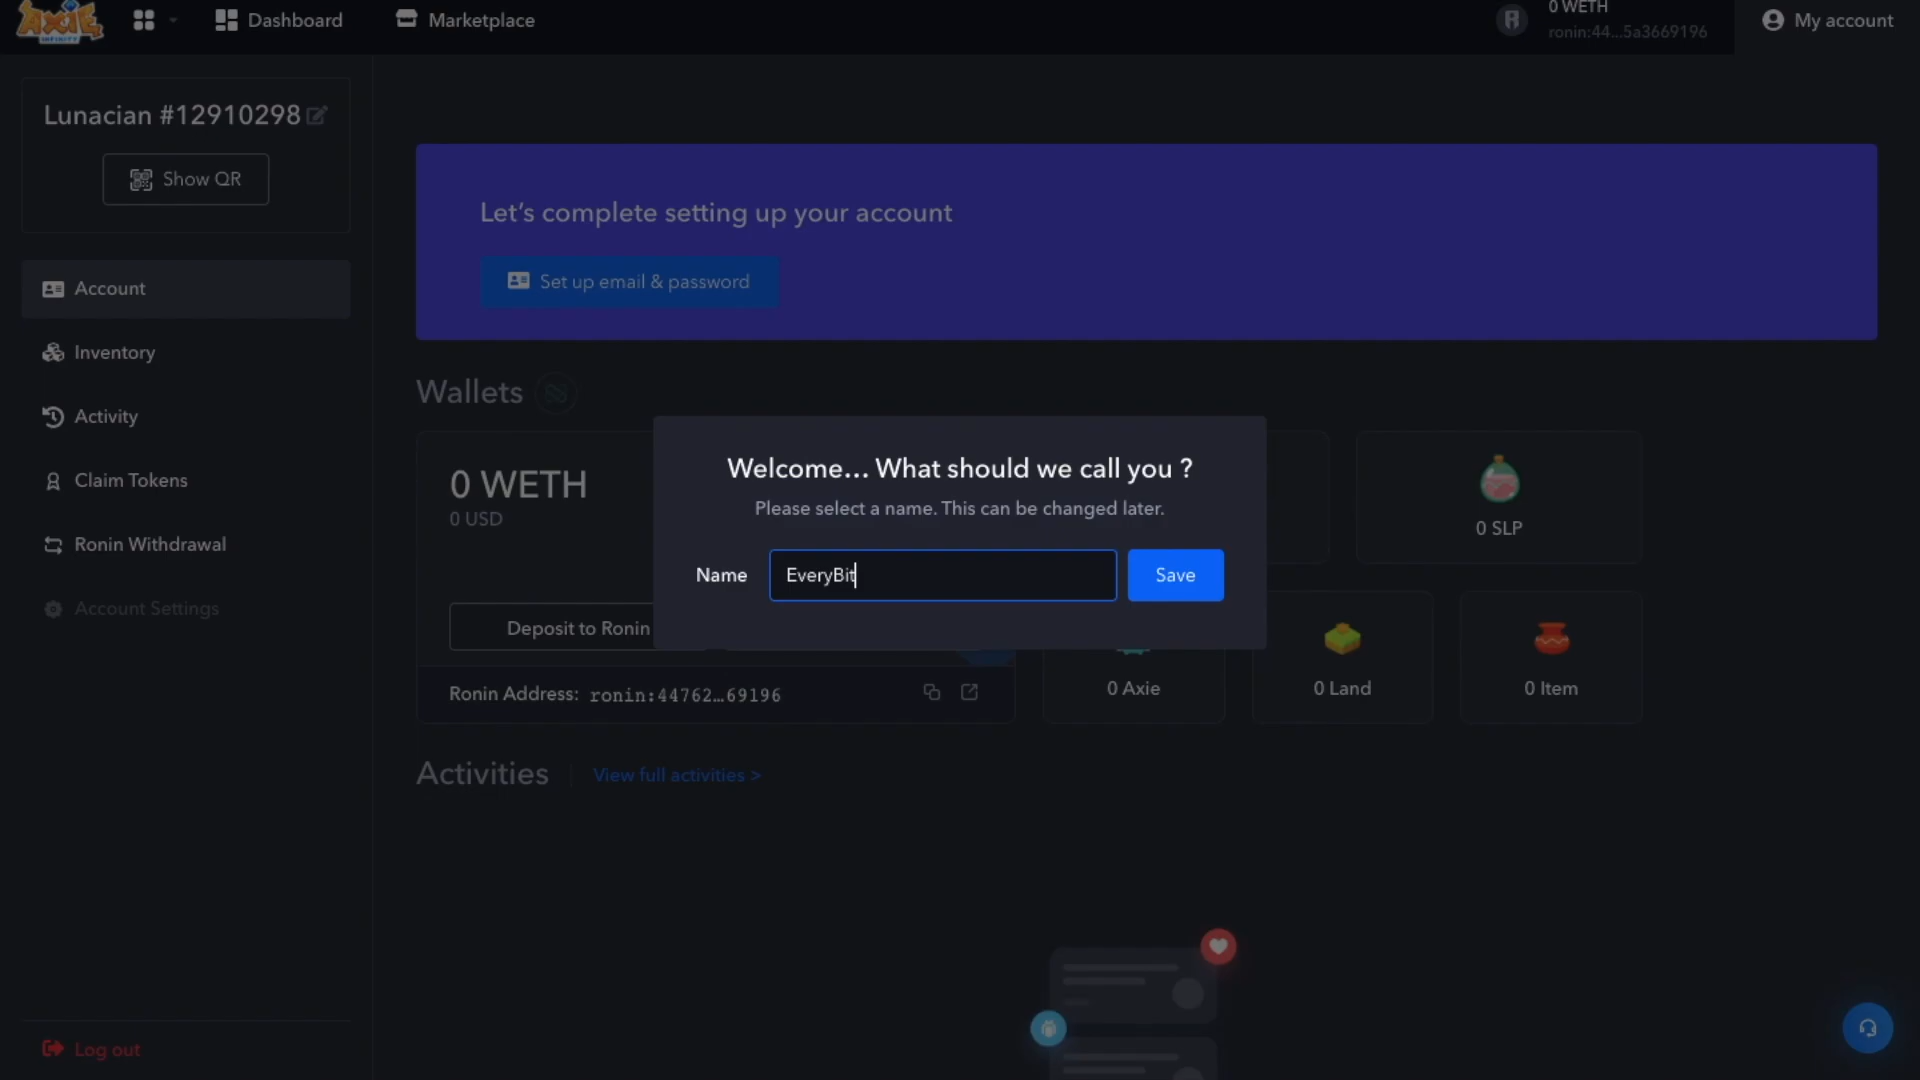 AXIE
INFINITY
Dashboard
Marketplace
0 WETH
ronin:44...5a3669196
My account
Lunacian #12910298
Show QR
Account
Inventory
Activity
Claim Tokens
Ronin Withdrawal
Account Settings
Log out
Let's complete setting up your account
Set up email & password
Wallets
0 WETH
0 USD
Deposit to Ronin
Ronin Address: ronin:44762…69196
Welcome... What should we call you ?
Please select a name. This can be changed later.
Name
EveryBit
Save
0 SLP
0 Axie
0 Land
0 Item
Activities
View full activities >